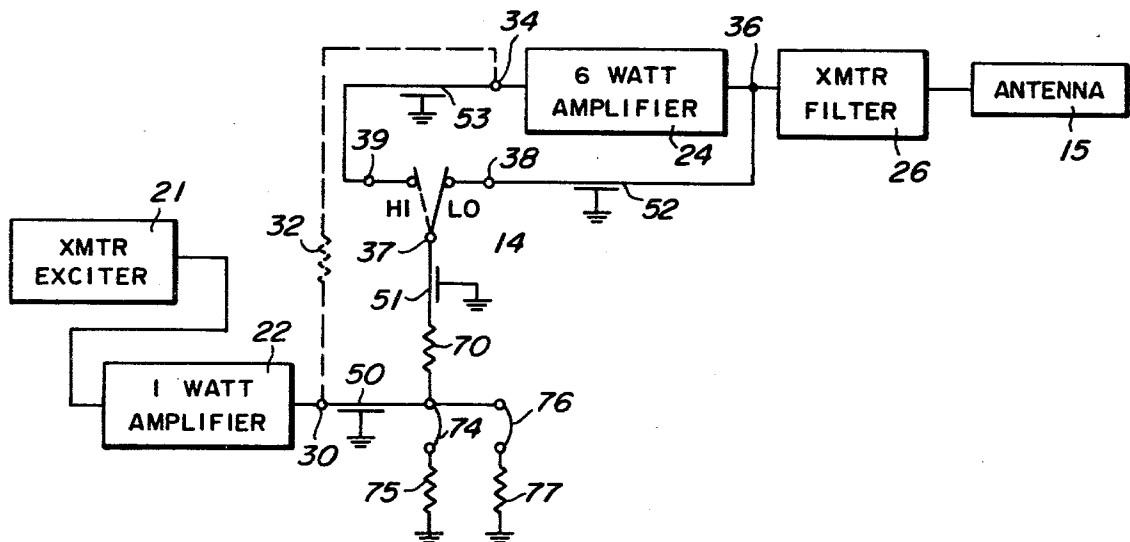 34
36
6 WATT
AMPLIFIER
24
XMTR
FILTER
26
ANTENNA
15
53
39
38
HI
LO
52
37
14
21
XMTR
EXCITER
32
51
22
70
1 WATT
AMPLIFIER
50
30
74
76
75
77